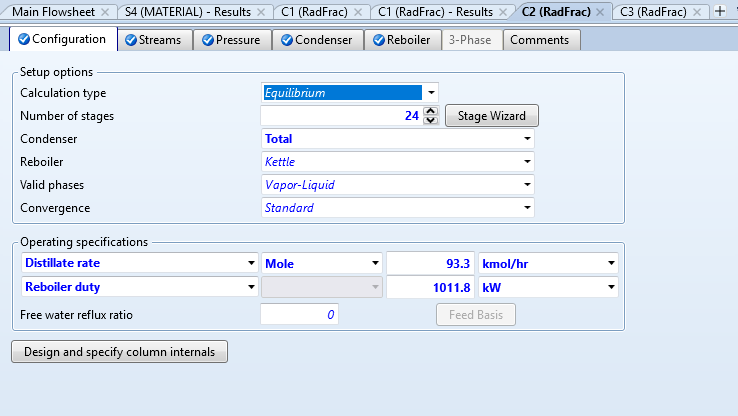 Main Flowsheet × S4 (MATERIAL) - Results × C1 (RadFrac) × C1 (RadFrac) - Results × C2 (RadFrac) × C3 (RadFrac) × +
Configuration Streams Pressure Condenser Reboiler 3-Phase Comments
Setup options
Calculation type Equilibrium
Number of stages 24 Stage Wizard
Condenser Total
Reboiler Kettle
Valid phases Vapor-Liquid
Convergence Standard
Operating specifications
Distillate rate Mole 93.3 kmol/hr
Reboiler duty 1011.8 kW
Free water reflux ratio 0 Feed Basis
Design and specify column internals